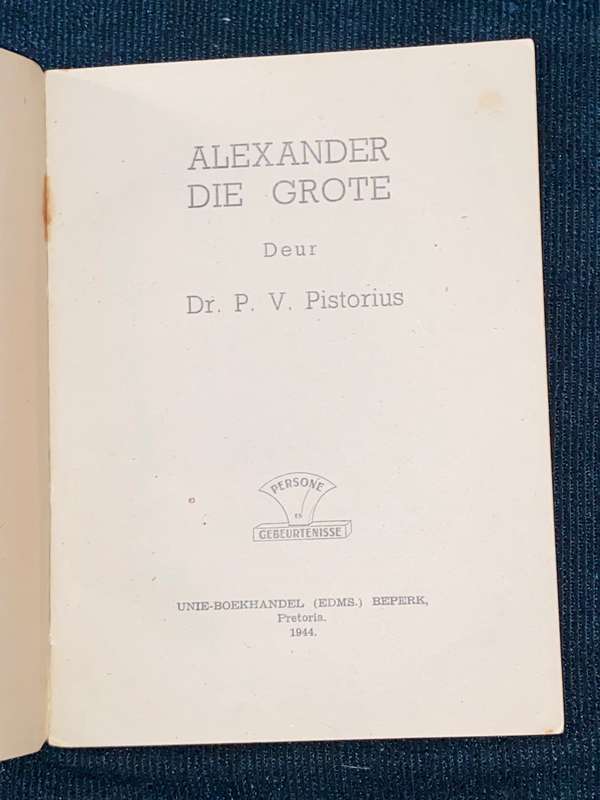 ALEXANDER
DIE GROTE
Deur
Dr. P. V. Pistorius
PERSONE
EN
GEBEURTENISSE
UNIE-BOEKHANDEL (EDMS.) BEPERK,
Pretoria.
1944.